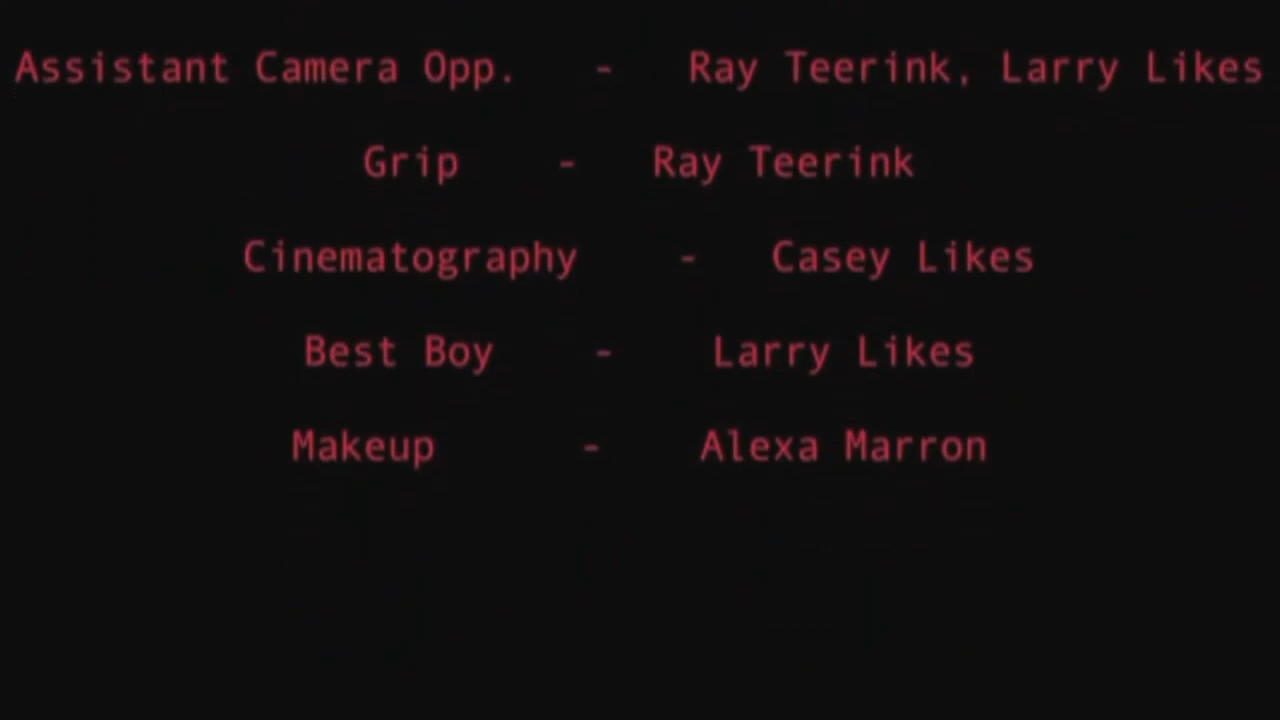 Assistant Camera Opp. - Ray Teerink, Larry Likes
Grip - Ray Teerink
Cinematography - Casey Likes
Best Boy - Larry Likes
Makeup - Alexa Marron